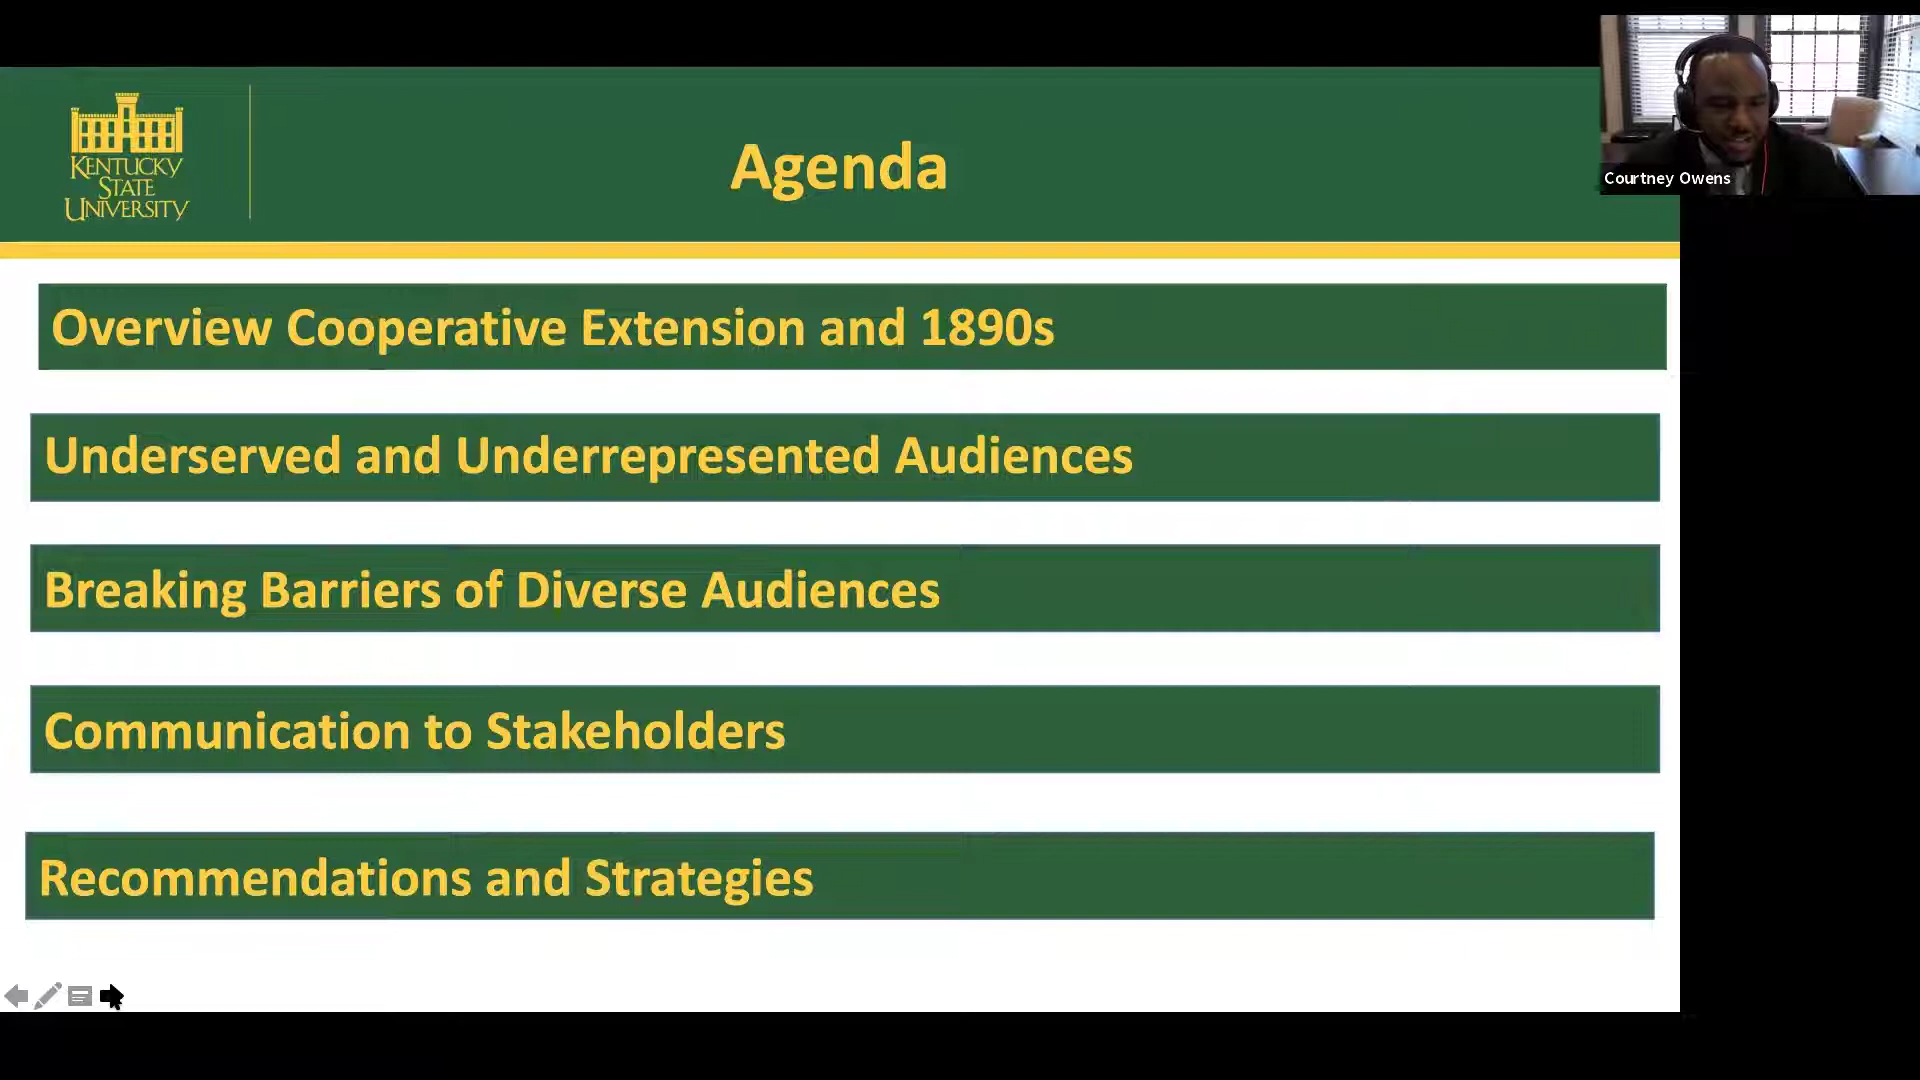 KENTUCKY
STATE
UNIVERSITY
Agenda
Courtney Owens
Overview Cooperative Extension and 1890s
Underserved and Underrepresented Audiences
Breaking Barriers of Diverse Audiences
Communication to Stakeholders
Recommendations and Strategies